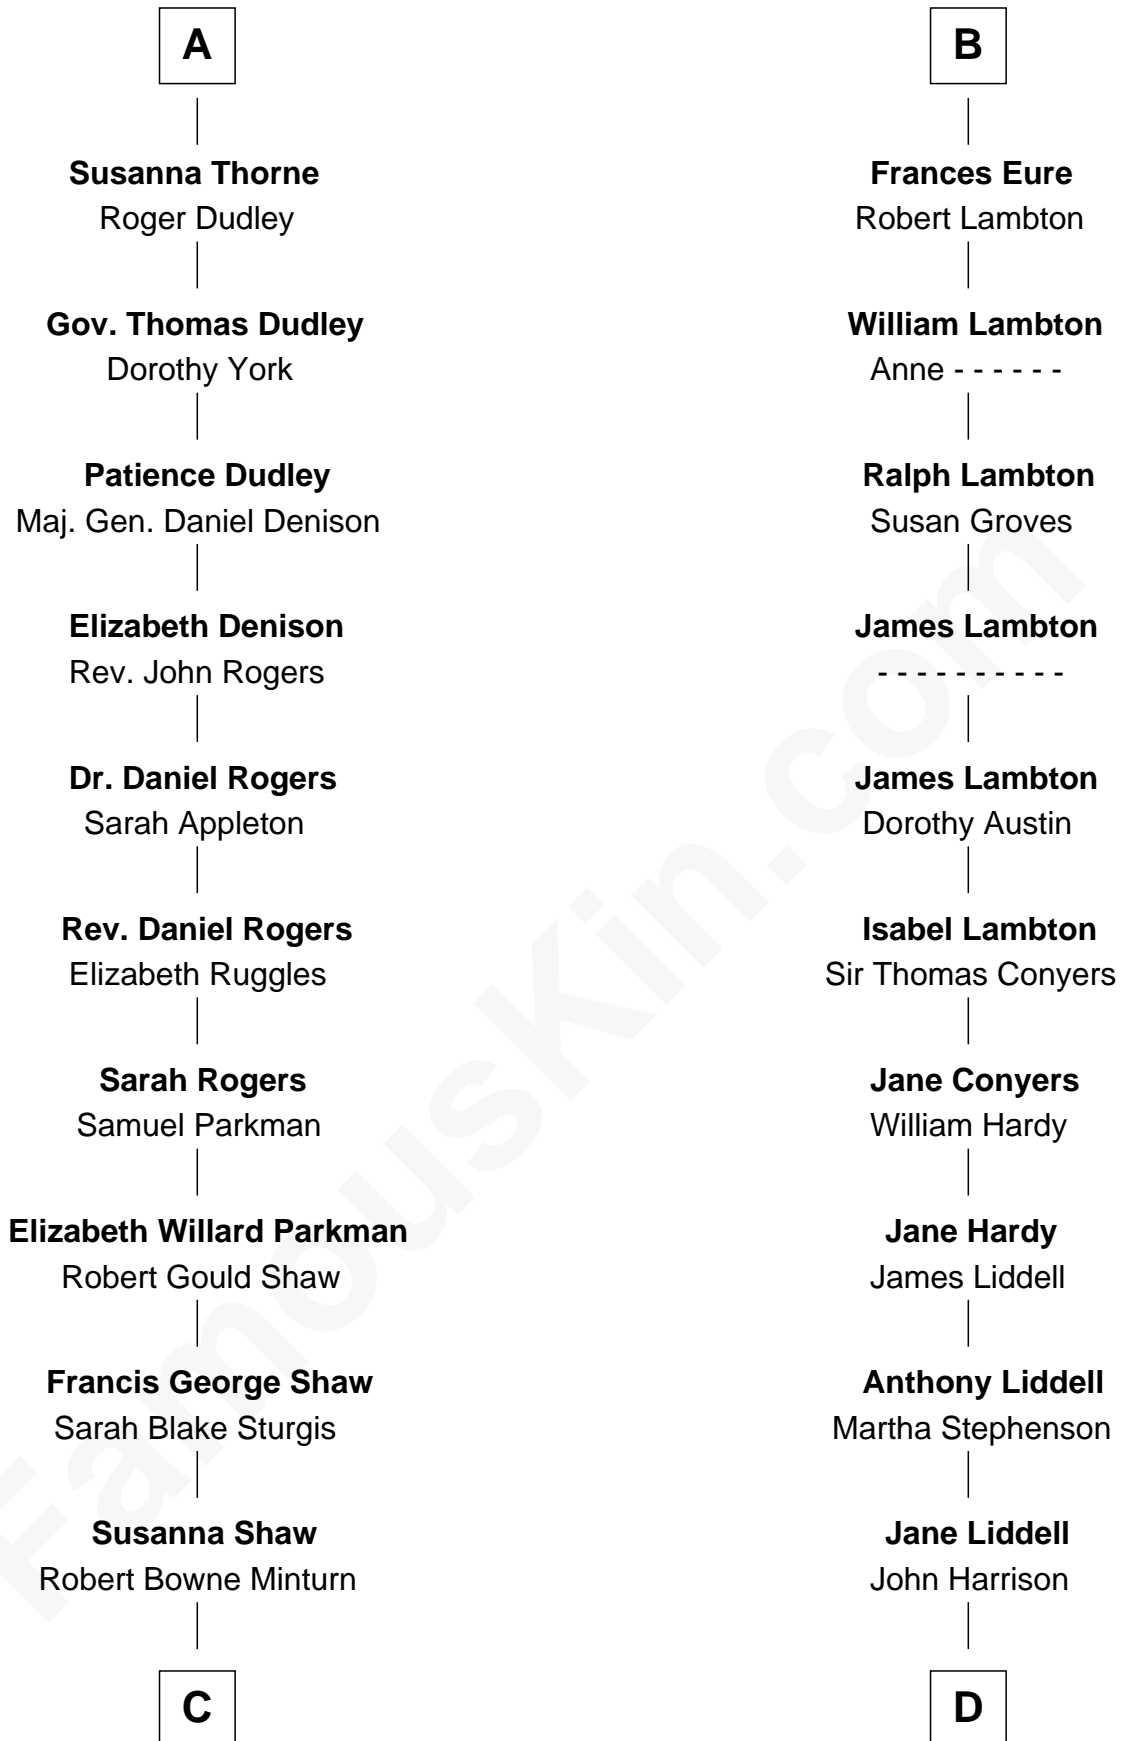 A
Susanna Thorne
Roger Dudley
Gov. Thomas Dudley
Dorothy York
Patience Dudley
Maj. Gen. Daniel Denison
Elizabeth Denison
Rev. John Rogers
Dr. Daniel Rogers
Sarah Appleton
Rev. Daniel Rogers
Elizabeth Ruggles
Sarah Rogers
Samuel Parkman
Elizabeth Willard Parkman
Robert Gould Shaw
Francis George Shaw
Sarah Blake Sturgis
Susanna Shaw
Robert Bowne Minturn
C
B
Frances Eure
Robert Lambton
William Lambton
Anne - - - - - -
Ralph Lambton
Susan Groves
James Lambton
- - - - - - - - - -
James Lambton
Dorothy Austin
Isabel Lambton
Sir Thomas Conyers
Jane Conyers
William Hardy
Jane Hardy
James Liddell
Anthony Liddell
Martha Stephenson
Jane Liddell
John Harrison
D
FamousKin.com